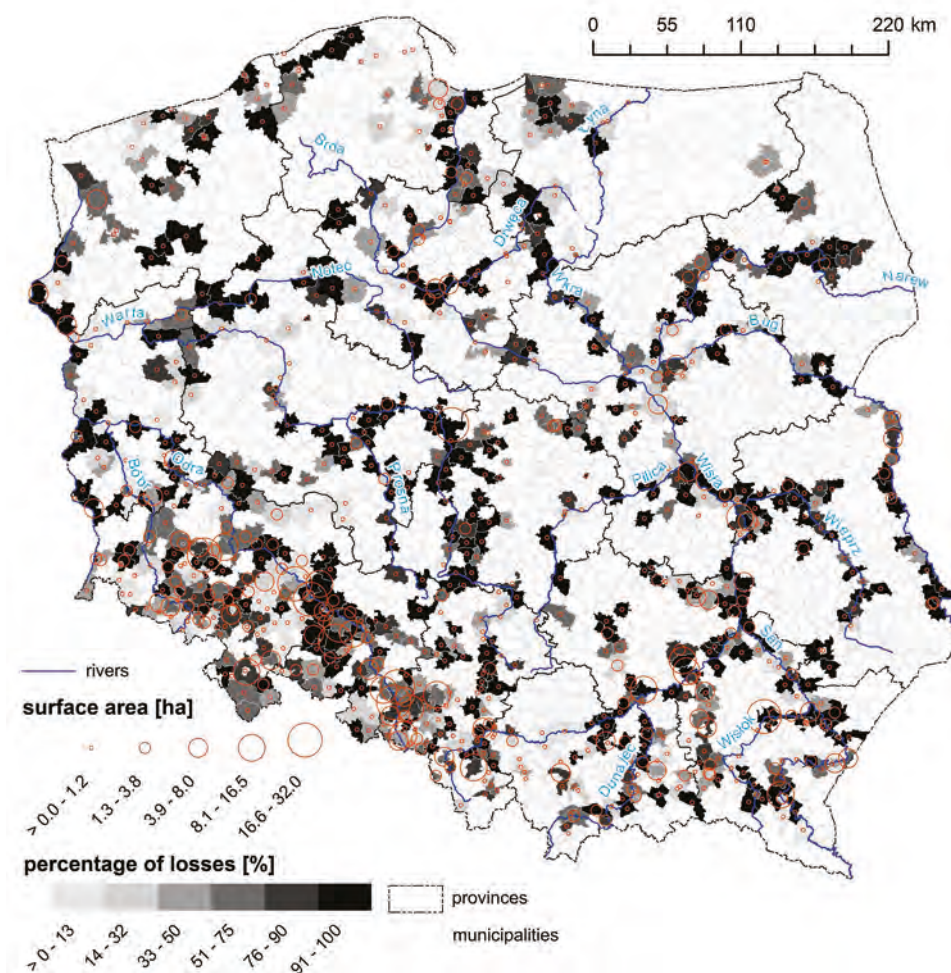 0 55 110 220 km
Łyna
Brda
Drwęca
Noteć
Wkra
Narew
Warta
Bug
Odra
Bóbr
Prosna
Pilica
Wisła
Wieprz
San
Wisłok
Dunajec
rivers
surface area [ha]
> 0.0 - 1.2
1.3 - 3.8
3.9 - 8.0
8.1 - 16.5
16.6 - 32.0
percentage of losses [%]
> 0 - 13
14 - 32
33 - 50
51 - 75
76 - 90
91 - 100
provinces
municipalities